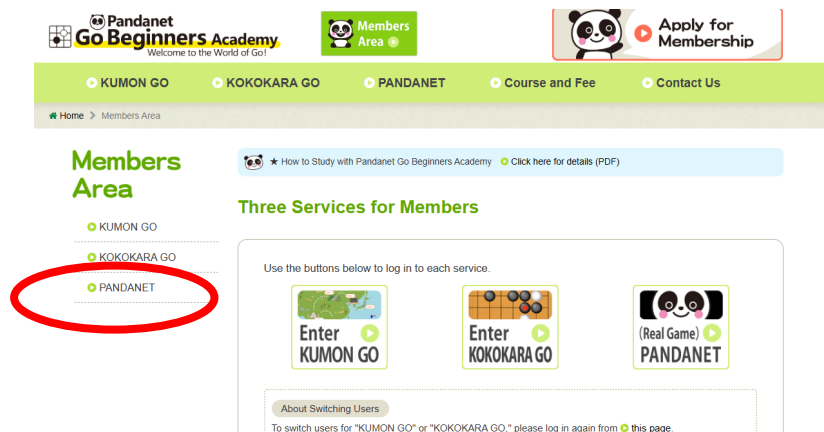 Pandanet
Go Beginners Academy
Welcome to the World of Go!
Members
Area
Apply for
Membership
KUMON GO
KOKOKARA GO
PANDANET
Course and Fee
Contact Us
Home
Members Area
Members
Area
KUMON GO
KOKOKARA GO
PANDANET
★ How to Study with Pandanet Go Beginners Academy Click here for details (PDF)
Three Services for Members
Use the buttons below to log in to each service.
Enter
KUMON GO
Enter
KOKOKARA GO
(Real Game)
PANDANET
About Switching Users
To switch users for "KUMON GO" or "KOKOKARA GO," please log in again from this page.